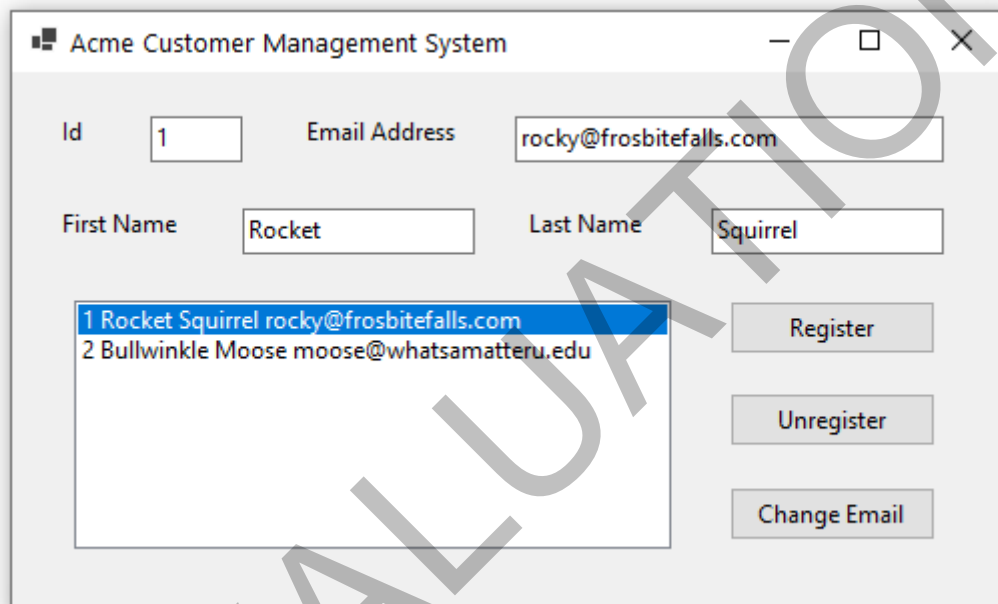 Acme Customer Management System
Id 1 Email Address rocky@frosbitefalls.com
First Name Rocket Last Name Squirrel
1 Rocket Squirrel rocky@frosbitefalls.com
2 Bullwinkle Moose moose@whatsamatteru.edu
Register
Unregister
Change Email
ALUATION